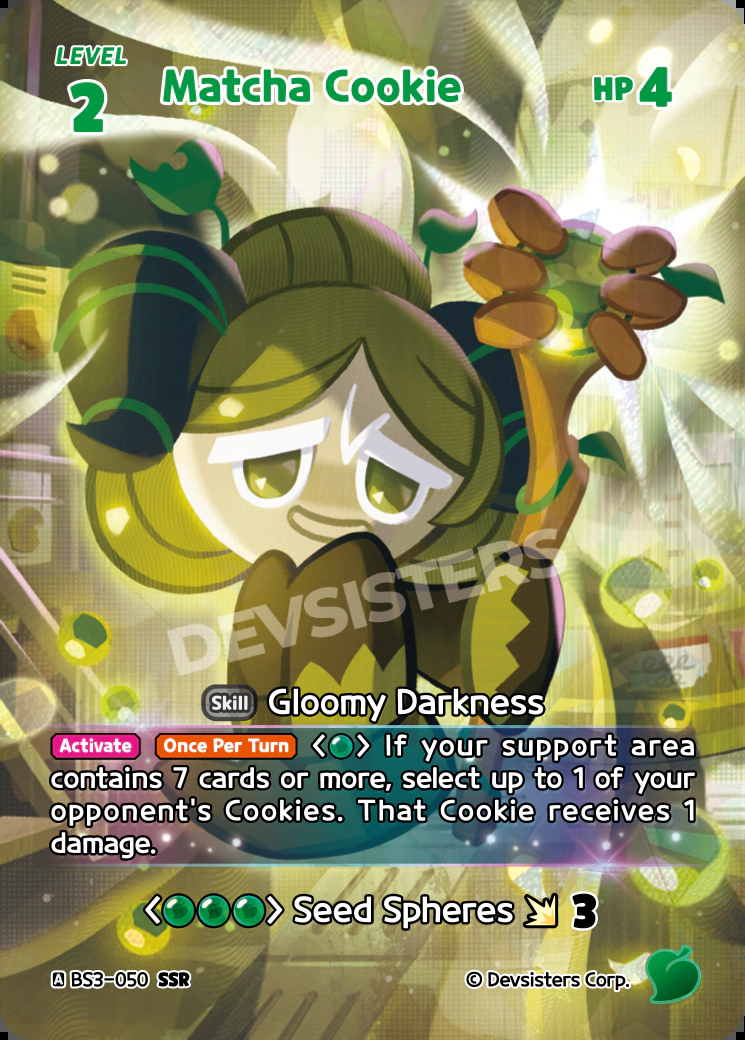 LEVEL
2
Matcha Cookie
HP 4
DEVSISTERS
Skill Gloomy Darkness
Activate Once Per Turn < > If your support area
contains 7 cards or more, select up to 1 of your
opponent's Cookies. That Cookie receives 1
damage.
< > Seed Spheres 3
A BS3-050 SSR
© Devsisters Corp.